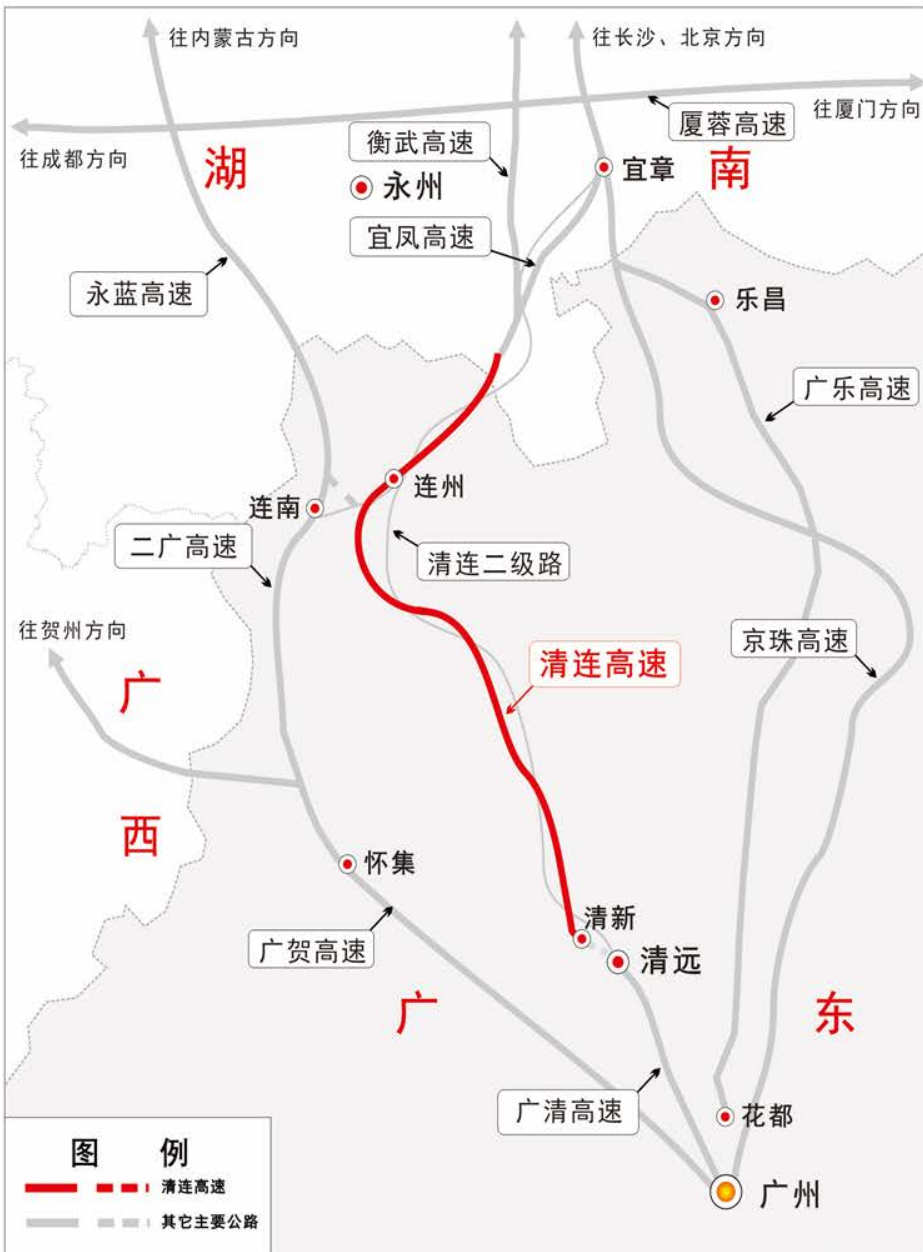 往内蒙古方向
往长沙、北京方向
往厦门方向
厦蓉高速
往成都方向
衡武高速
湖
南
永州
宜章
宜凤高速
永蓝高速
乐昌
广乐高速
连州
连南
二广高速
清连二级路
往贺州方向
清连高速
京珠高速
广
西
怀集
清新
清远
广贺高速
广
东
广清高速
花都
广州
图 例
清连高速
其它主要公路